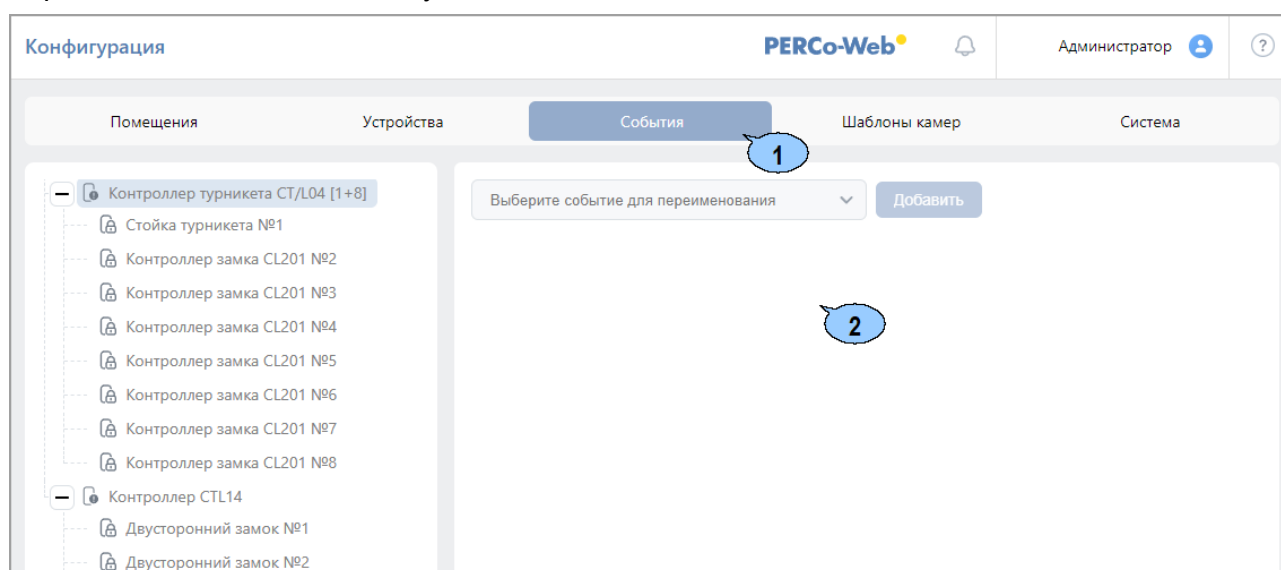 Конфигурация
PERCo-Web
Администратор
?
Помещения Устройства События Шаблоны камер Система
1
Контроллер турникета CT/L04 [1+8]
Выберите событие для переименования Добавить
Стойка турникета №1
Контроллер замка CL201 №2
Контроллер замка CL201 №3
Контроллер замка CL201 №4
2
Контроллер замка CL201 №5
Контроллер замка CL201 №6
Контроллер замка CL201 №7
Контроллер замка CL201 №8
Контроллер CTL14
Двусторонний замок №1
Двусторонний замок №2